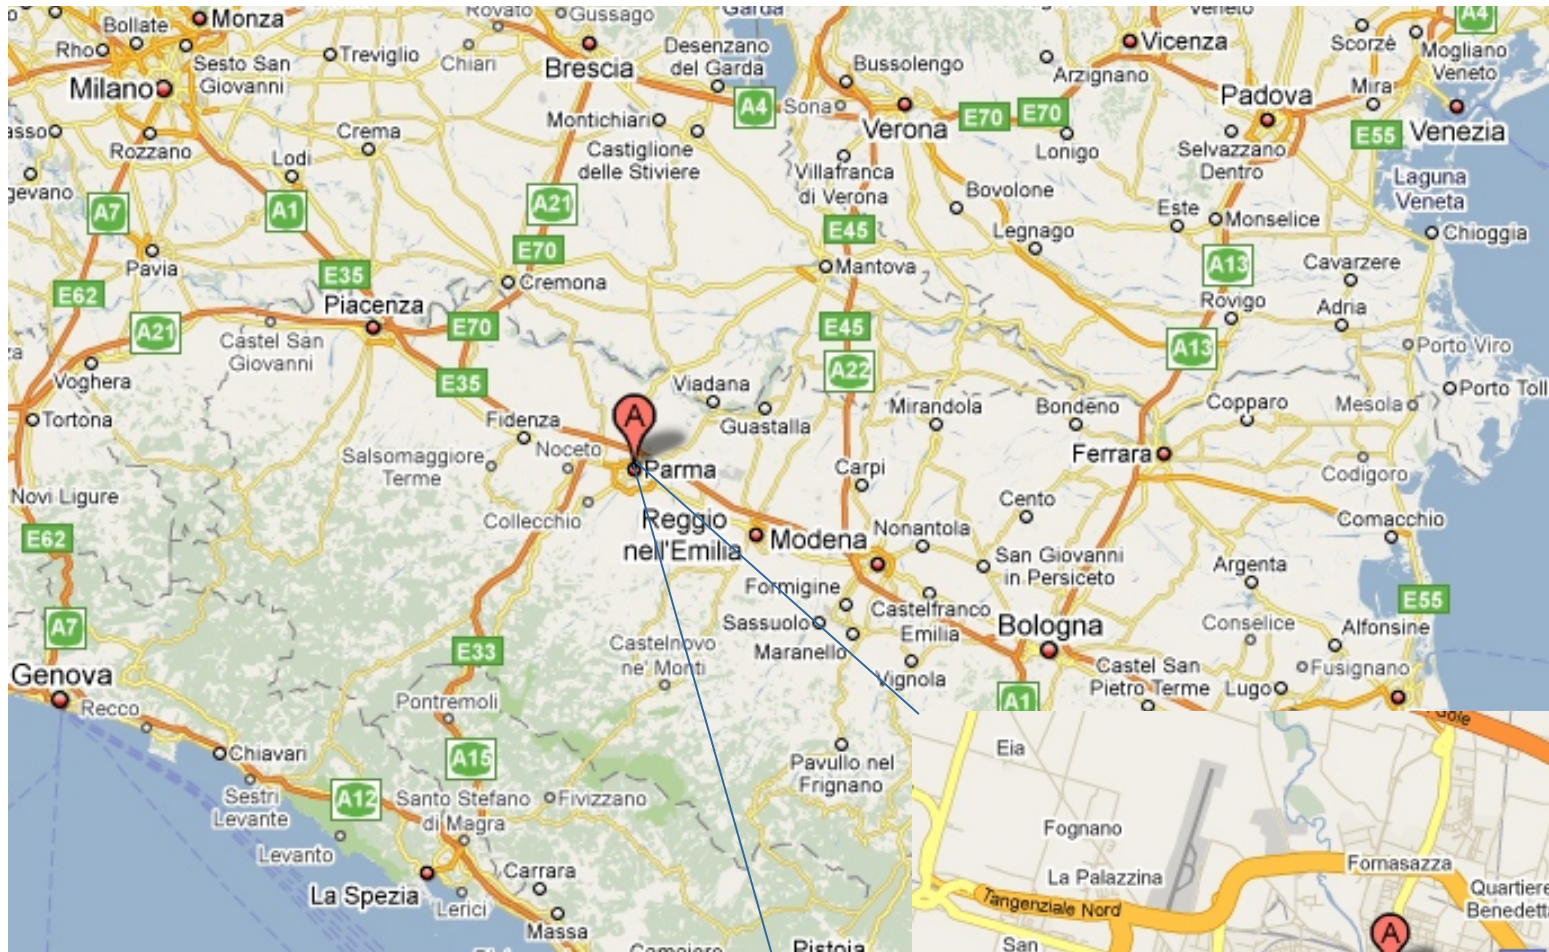 Monza
Rovato
Gussago
Garda
Veneto
A4
Bollate
Rho
Sesto San
Giovanni
Treviglio
Chiari
Brescia
Desenzano
del Garda
Bussolengo
Vicenza
Arzignano
Scorzè
Mogliano
Veneto
Milano
A4
Sona
Verona
E70
E70
Padova
Mira
Venezia
E55
Rozzano
Crema
Lodi
Montichiari
Castiglione
delle Stiviere
Villafranca
di Verona
Lonigo
Selvazzano
Dentro
Laguna
Veneta
gevano
A7
A1
A21
Bovolone
Este
Monselice
Chioggia
Pavia
E35
E70
Cremona
E45
Mantova
Legnago
A13
Cavarzere
E62
Piacenza
Rovigo
Adria
A21
Castel San
Giovanni
E70
E45
A13
Porto Viro
Voghera
E35
Viadana
A22
Porto Toll
Tortona
Fidenza
A
Guastalla
Mirandola
Bondeno
Copparo
Mesola
Salsomaggiore
Terme
Noceto
Parma
Carpi
Ferrara
Codigoro
Novi Ligure
Collecchio
Reggio
nell'Emilia
Modena
Nonantola
Cento
Comacchio
E62
San Giovanni
in Persiceto
Argenta
Formigine
E55
A7
Sassuolo
Castelfranco
Emilia
Bologna
Conselice
Alfonsine
E33
Castelnovo
ne' Monti
Maranello
Vignola
Castel San
Pietro Terme
Lugo
Fusignano
Genova
Recco
Pontremoli
A1
Chiavari
A15
Pavullo nel
Frignano
Eia
Sestri
Levante
A12
Santo Stefano
di Magra
Fivizzano
Fognano
Levanto
La Palazzina
Fornasazza
La Spezia
Lerici
Carrara
Tangenziale Nord
Quartiere
Benedett
Massa
Pistoia
San
A